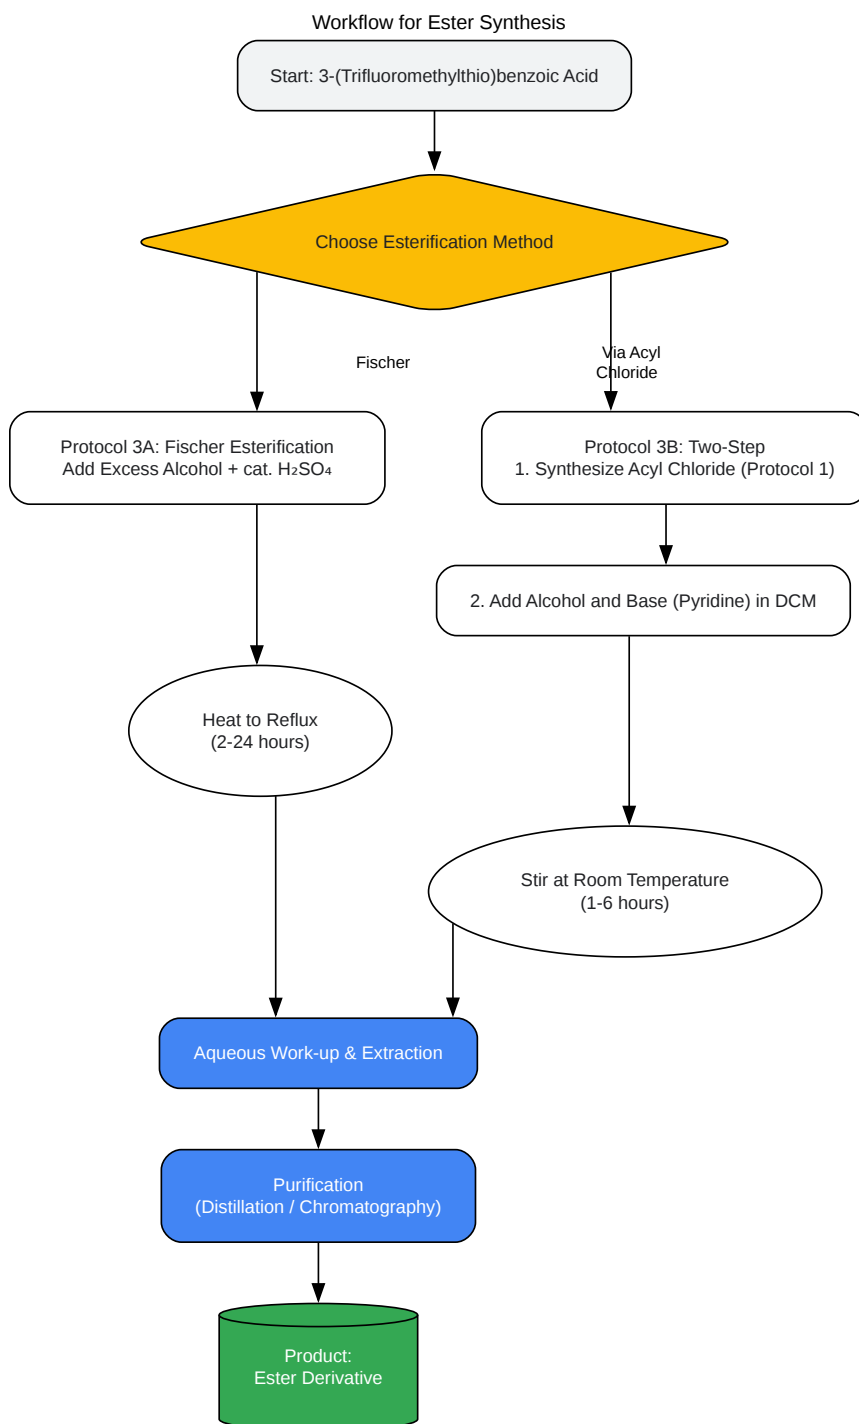 Workflow for Ester Synthesis
Start: 3-(Trifluoromethylthio)benzoic Acid
Choose Esterification Method
Fischer
Via Acyl
Chloride
Protocol 3A: Fischer Esterification
Add Excess Alcohol + cat. H₂SO₄
Protocol 3B: Two-Step
1. Synthesize Acyl Chloride (Protocol 1)
2. Add Alcohol and Base (Pyridine) in DCM
Heat to Reflux
(2-24 hours)
Stir at Room Temperature
(1-6 hours)
Aqueous Work-up & Extraction
Purification
(Distillation / Chromatography)
Product:
Ester Derivative